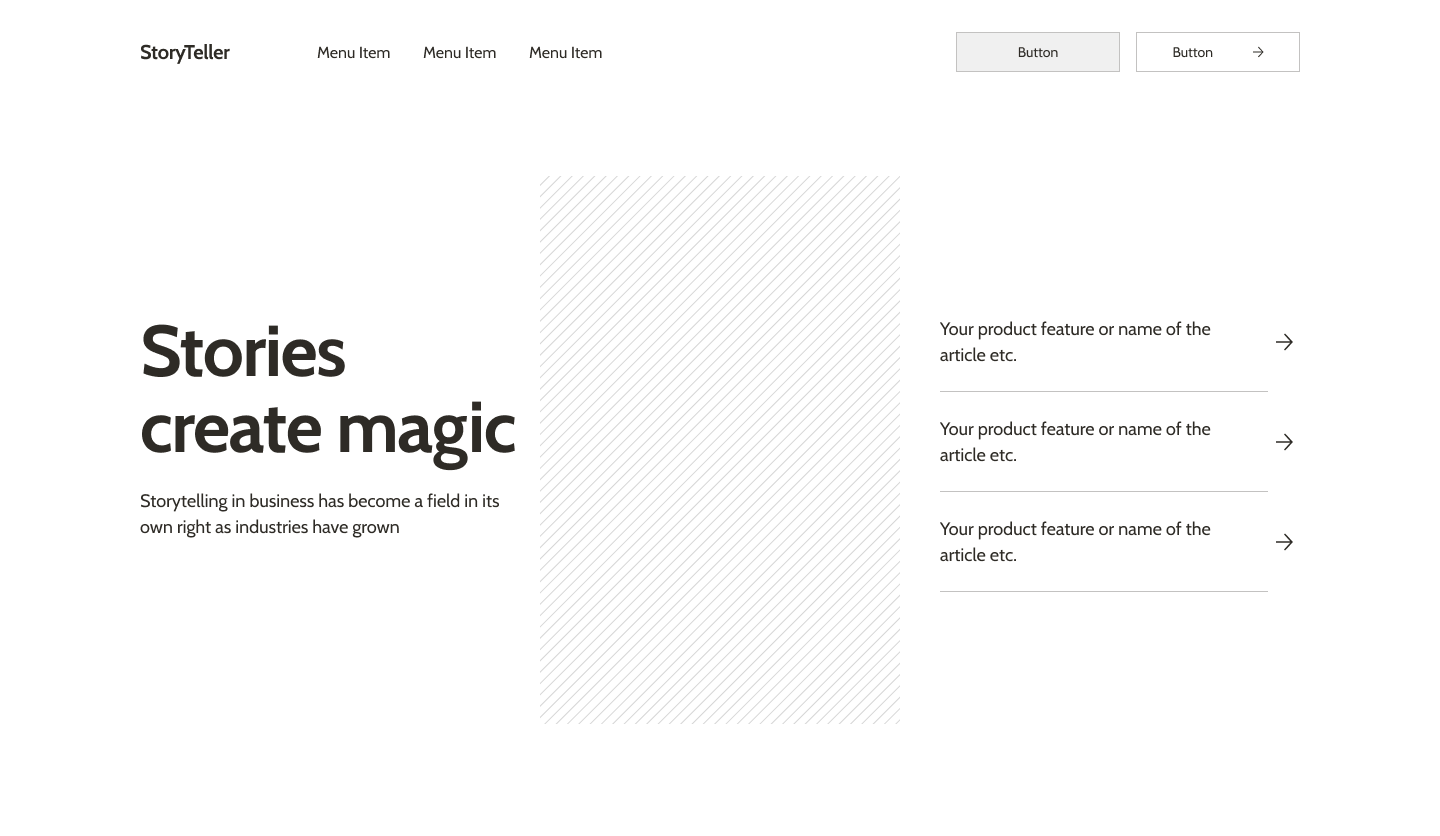 StoryTeller
Menu Item
Menu Item
Menu Item
Button
Button
Stories
create magic
Storytelling in business has become a field in its
own right as industries have grown
Your product feature or name of the
article etc.
Your product feature or name of the
article etc.
Your product feature or name of the
article etc.